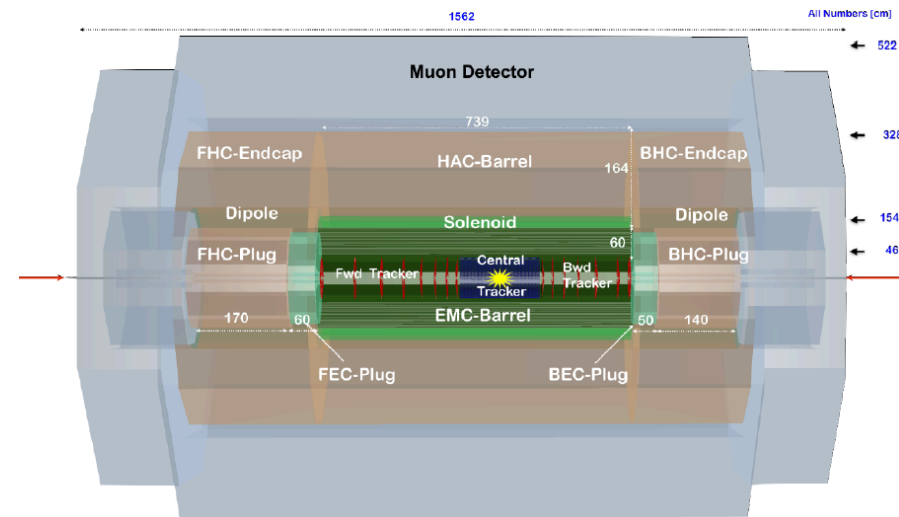 1562
All Numbers [cm]
522
Muon Detector
739
328
FHC-Endcap
HAC-Barrel
BHC-Endcap
164
Dipole
Solenoid
Dipole
154
FHC-Plug
60
BHC-Plug
46
Fwd Tracker
Central
Tracker
Bwd
Tracker
EMC-Barrel
170
60
50
140
FEC-Plug
BEC-Plug